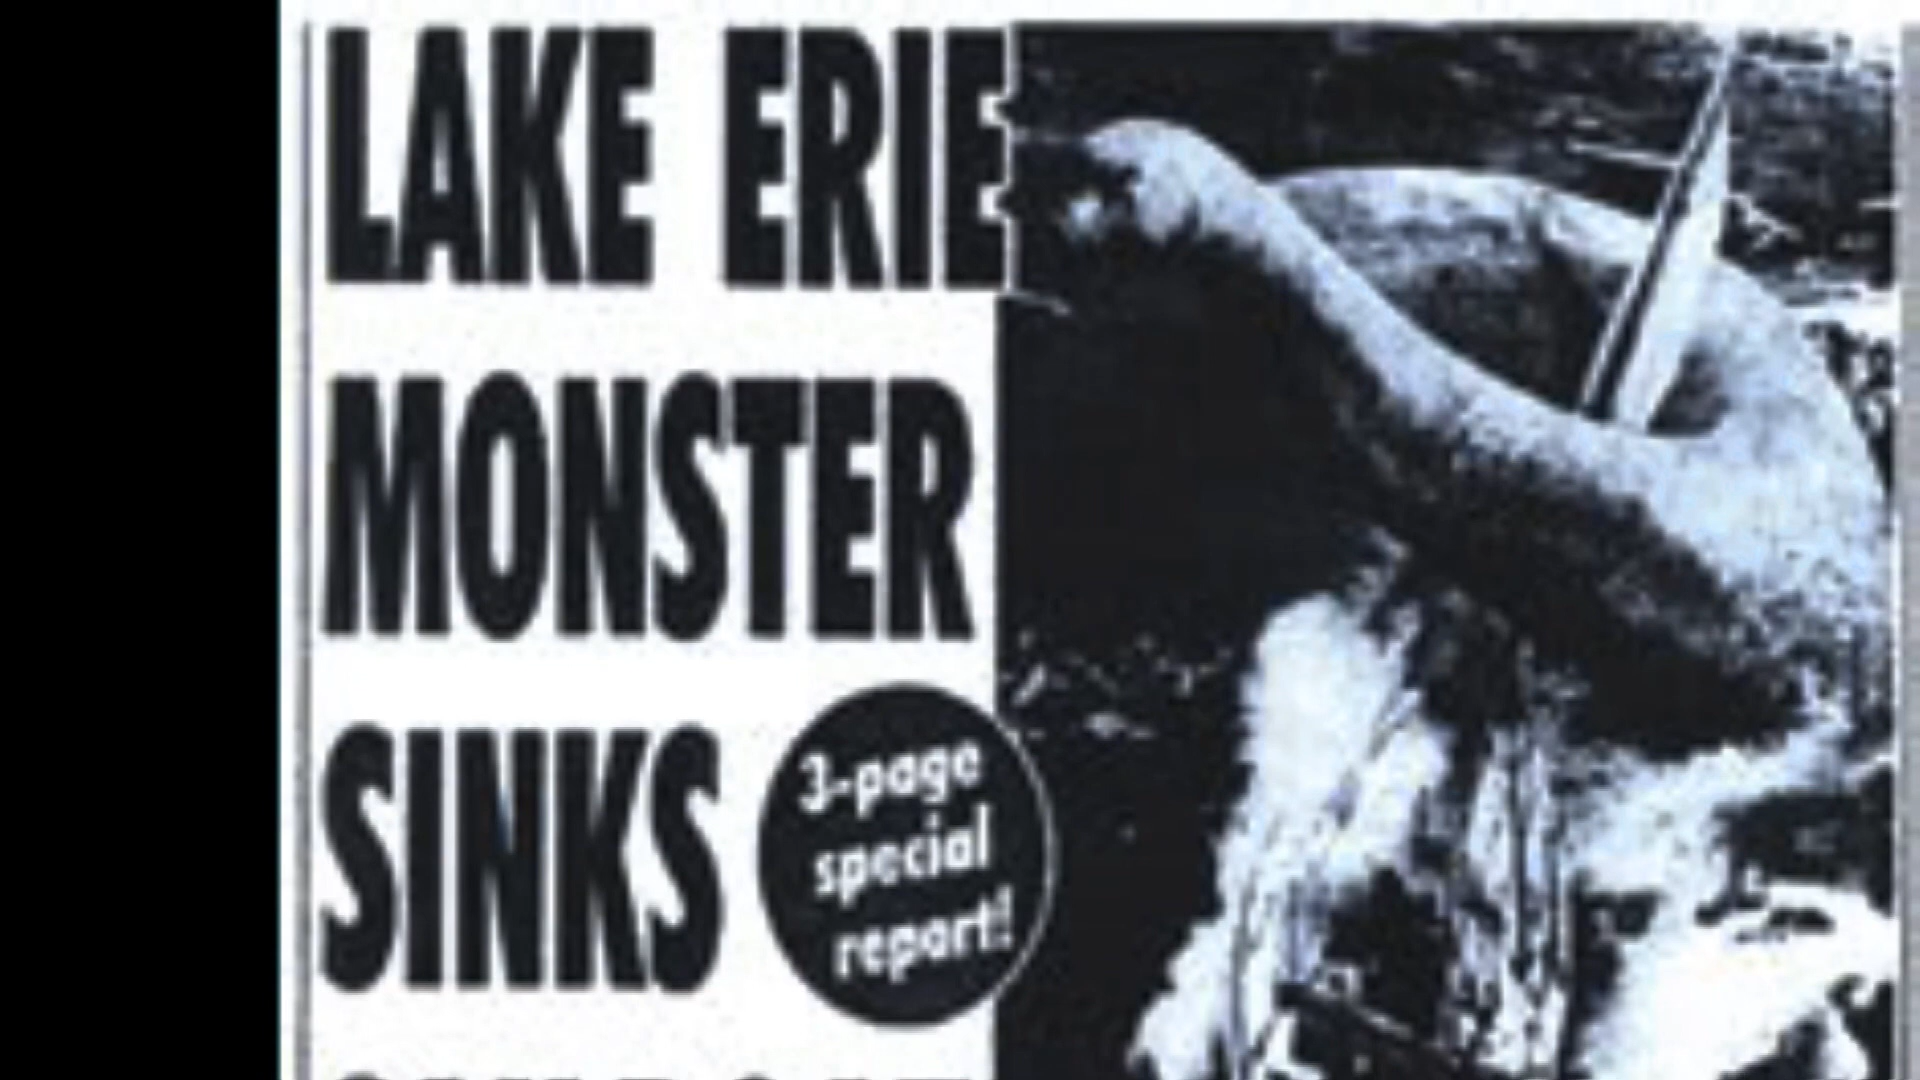 LAKE ERIE
MONSTER
SINKS
3-page
special
report!